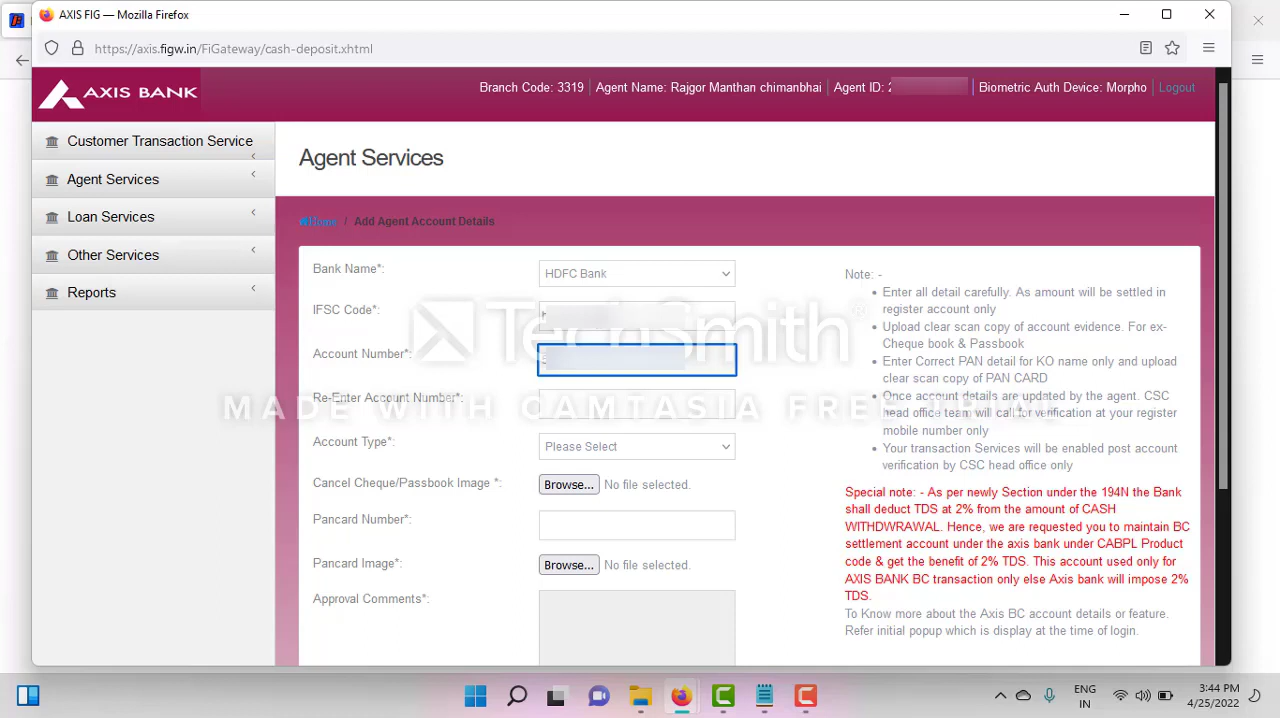 AXIS FIG — Mozilla Firefox
https://axis.figw.in/FiGateway/cash-deposit.xhtml
AXIS BANK
Branch Code: 3319 | Agent Name: Rajgor Manthan chimanbhai | Agent ID: 2 | Biometric Auth Device: Morpho | Logout
Customer Transaction Service
Agent Services
Loan Services
Other Services
Reports
Agent Services
Home / Add Agent Account Details
Bank Name*:
HDFC Bank
IFSC Code*:
Account Number*:
Re-Enter Account Number*:
Account Type*:
Please Select
Cancel Cheque/Passbook Image *:
Browse... No file selected.
Pancard Number*:
Pancard Image*:
Browse... No file selected.
Approval Comments*:
Note: -
Enter all detail carefully. As amount will be settled in
register account only
Upload clear scan copy of account evidence. For ex-
Cheque book & Passbook
Enter Correct PAN detail for KO name only and upload
clear scan copy of PAN CARD
Once account details are updated by the agent. CSC
head office team will call for verification at your register
mobile number only
Your transaction Services will be enabled post account
verification by CSC head office only
Special note: - As per newly Section under the 194N the Bank
shall deduct TDS at 2% from the amount of CASH
WITHDWRAWAL. Hence, we are requested you to maintain BC
settlement account under the axis bank under CABPL Product
code & get the benefit of 2% TDS. This account used only for
AXIS BANK BC transaction only else Axis bank will impose 2%
TDS.
To Know more about the Axis BC account details or feature.
Refer initial popup which is display at the time of login.
TechSmith®
MADE WITH CAMTASIA FREE TRIAL
ENG
IN
3:44 PM
4/25/2022